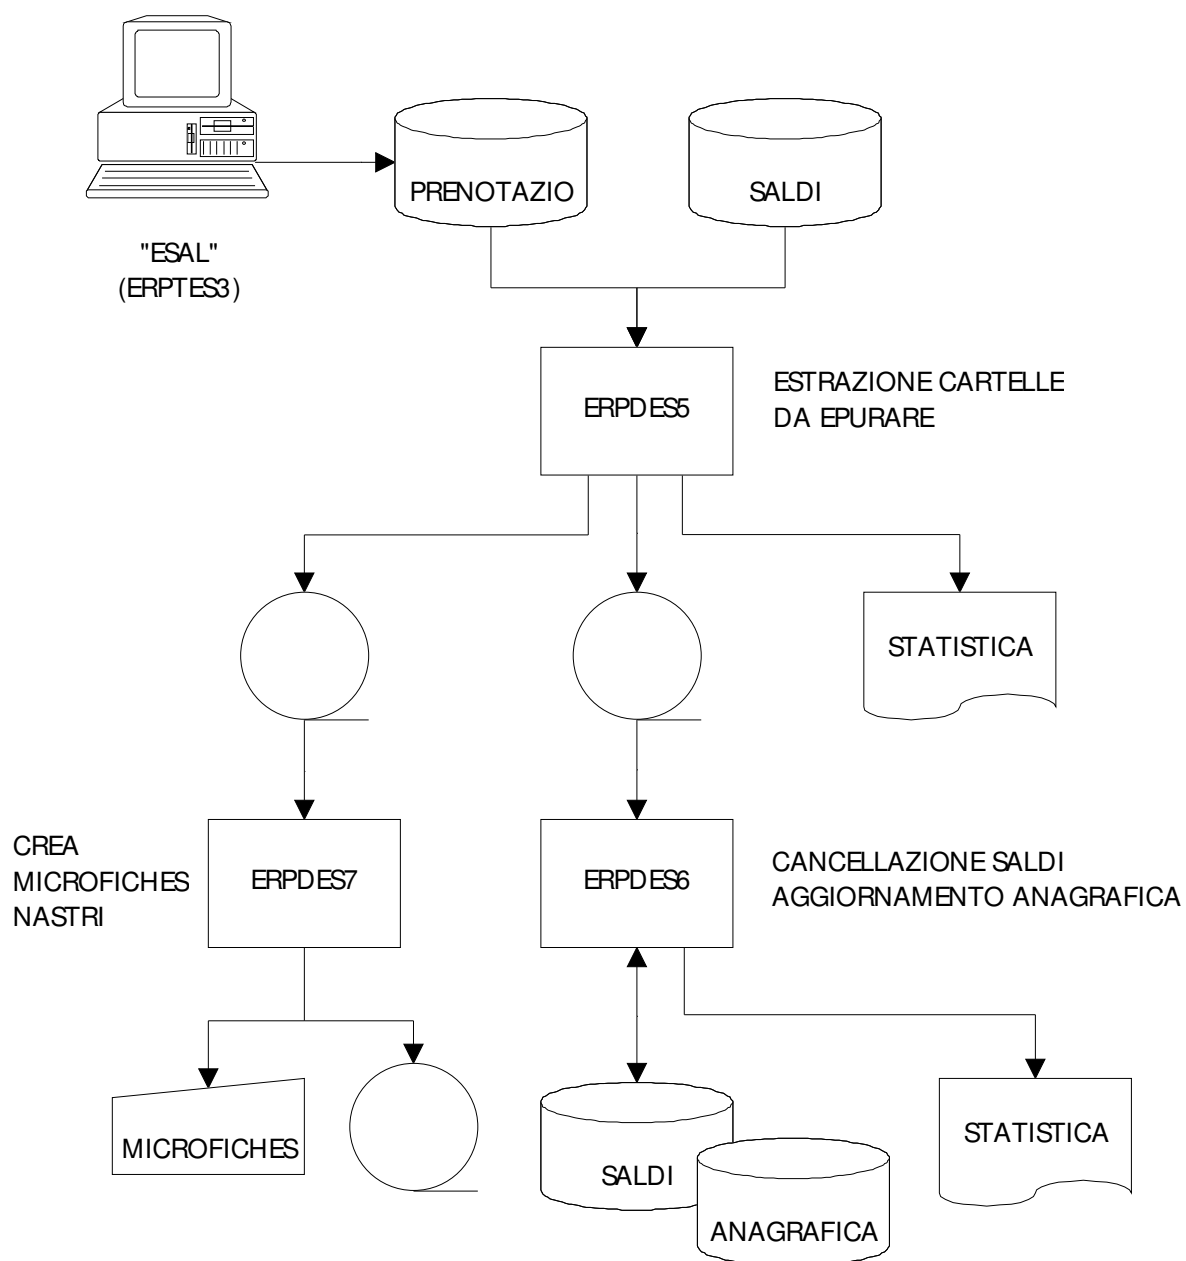 PRENOTAZIO
SALDI
"ESAL"
(ERPTES3)
ERPDES5
ESTRAZIONE CARTELLE
DA EPURARE
STATISTICA
CREA
MICROFICHES
NASTRI
ERPDES7
ERPDES6
CANCELLAZIONE SALDI
AGGIORNAMENTO ANAGRAFICA
MICROFICHES
SALDI
ANAGRAFICA
STATISTICA